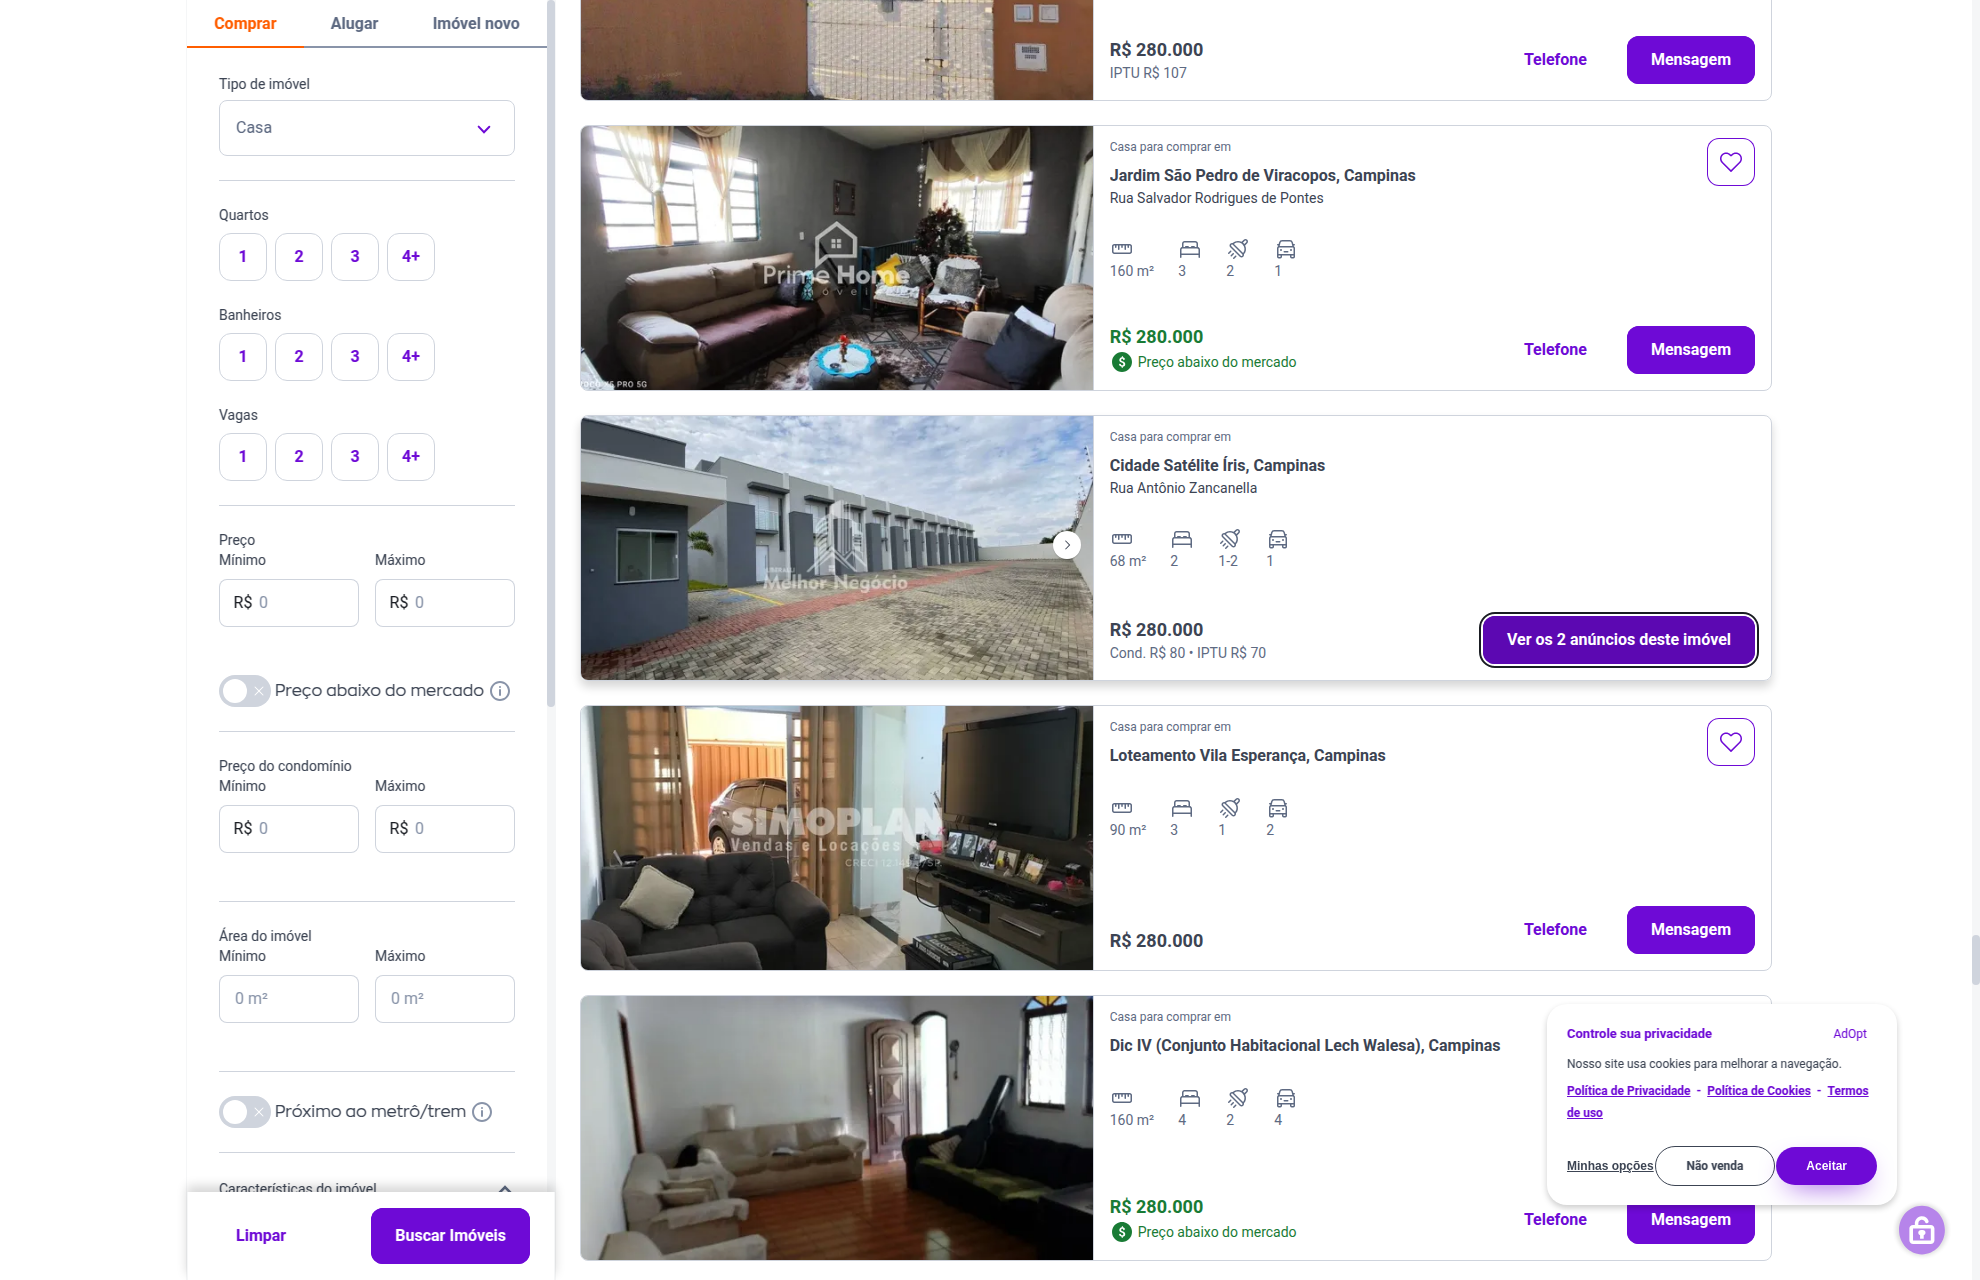 Comprar
Alugar
Imóvel novo
Tipo de imóvel
Casa
Quartos
1
2
3
4+
Banheiros
1
2
3
4+
Vagas
1
2
3
4+
Preço
Mínimo
Máximo
R$ 0
R$ 0
Preço abaixo do mercado
Preço do condomínio
Mínimo
Máximo
R$ 0
R$ 0
Área do imóvel
Mínimo
Máximo
0 m²
0 m²
Próximo ao metrô/trem
Características do imóvel
Limpar
Buscar Imóveis
R$ 280.000
IPTU R$ 107
Telefone
Mensagem
Prime Home
imóveis
PRO 5G
Casa para comprar em
Jardim São Pedro de Viracopos, Campinas
Rua Salvador Rodrigues de Pontes
160 m²
3
2
1
R$ 280.000
$ Preço abaixo do mercado
Telefone
Mensagem
Melhor Negócio
Casa para comprar em
Cidade Satélite Íris, Campinas
Rua Antônio Zancanella
68 m²
2
1-2
1
R$ 280.000
Cond. R$ 80 • IPTU R$ 70
Ver os 2 anúncios deste imóvel
SIMOPLAN
Vendas e Locações
Casa para comprar em
Loteamento Vila Esperança, Campinas
90 m²
3
1
2
R$ 280.000
Telefone
Mensagem
Casa para comprar em
Dic IV (Conjunto Habitacional Lech Walesa), Campinas
160 m²
4
2
4
R$ 280.000
$ Preço abaixo do mercado
Telefone
Mensagem
Controle sua privacidade
AdOpt
Nosso site usa cookies para melhorar a navegação.
Política de Privacidade - Política de Cookies - Termos
de uso
Minhas opções
Não venda
Aceitar